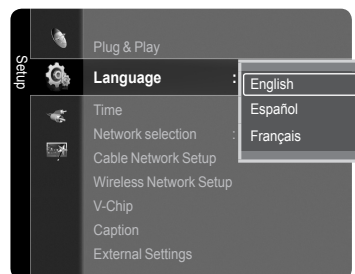 Setup
Plug & Play
Language : English
Español
Time
Network selection : Français
Cable Network Setup
Wireless Network Setup
V-Chip
Caption
External Settings